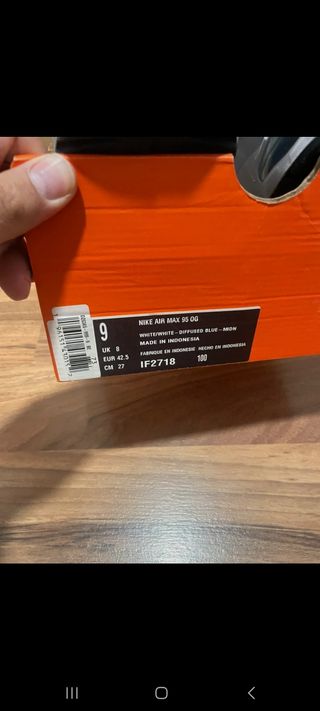 9
UK 8
EUR 42.5
CM 27
NIKE AIR MAX 95 OG
WHITE/WHITE-DIFFUSED BLUE-MIDN
MADE IN INDONESIA
FABRIQUE EN INDONESIE HECHO EN INDONESIA
IF2718 100